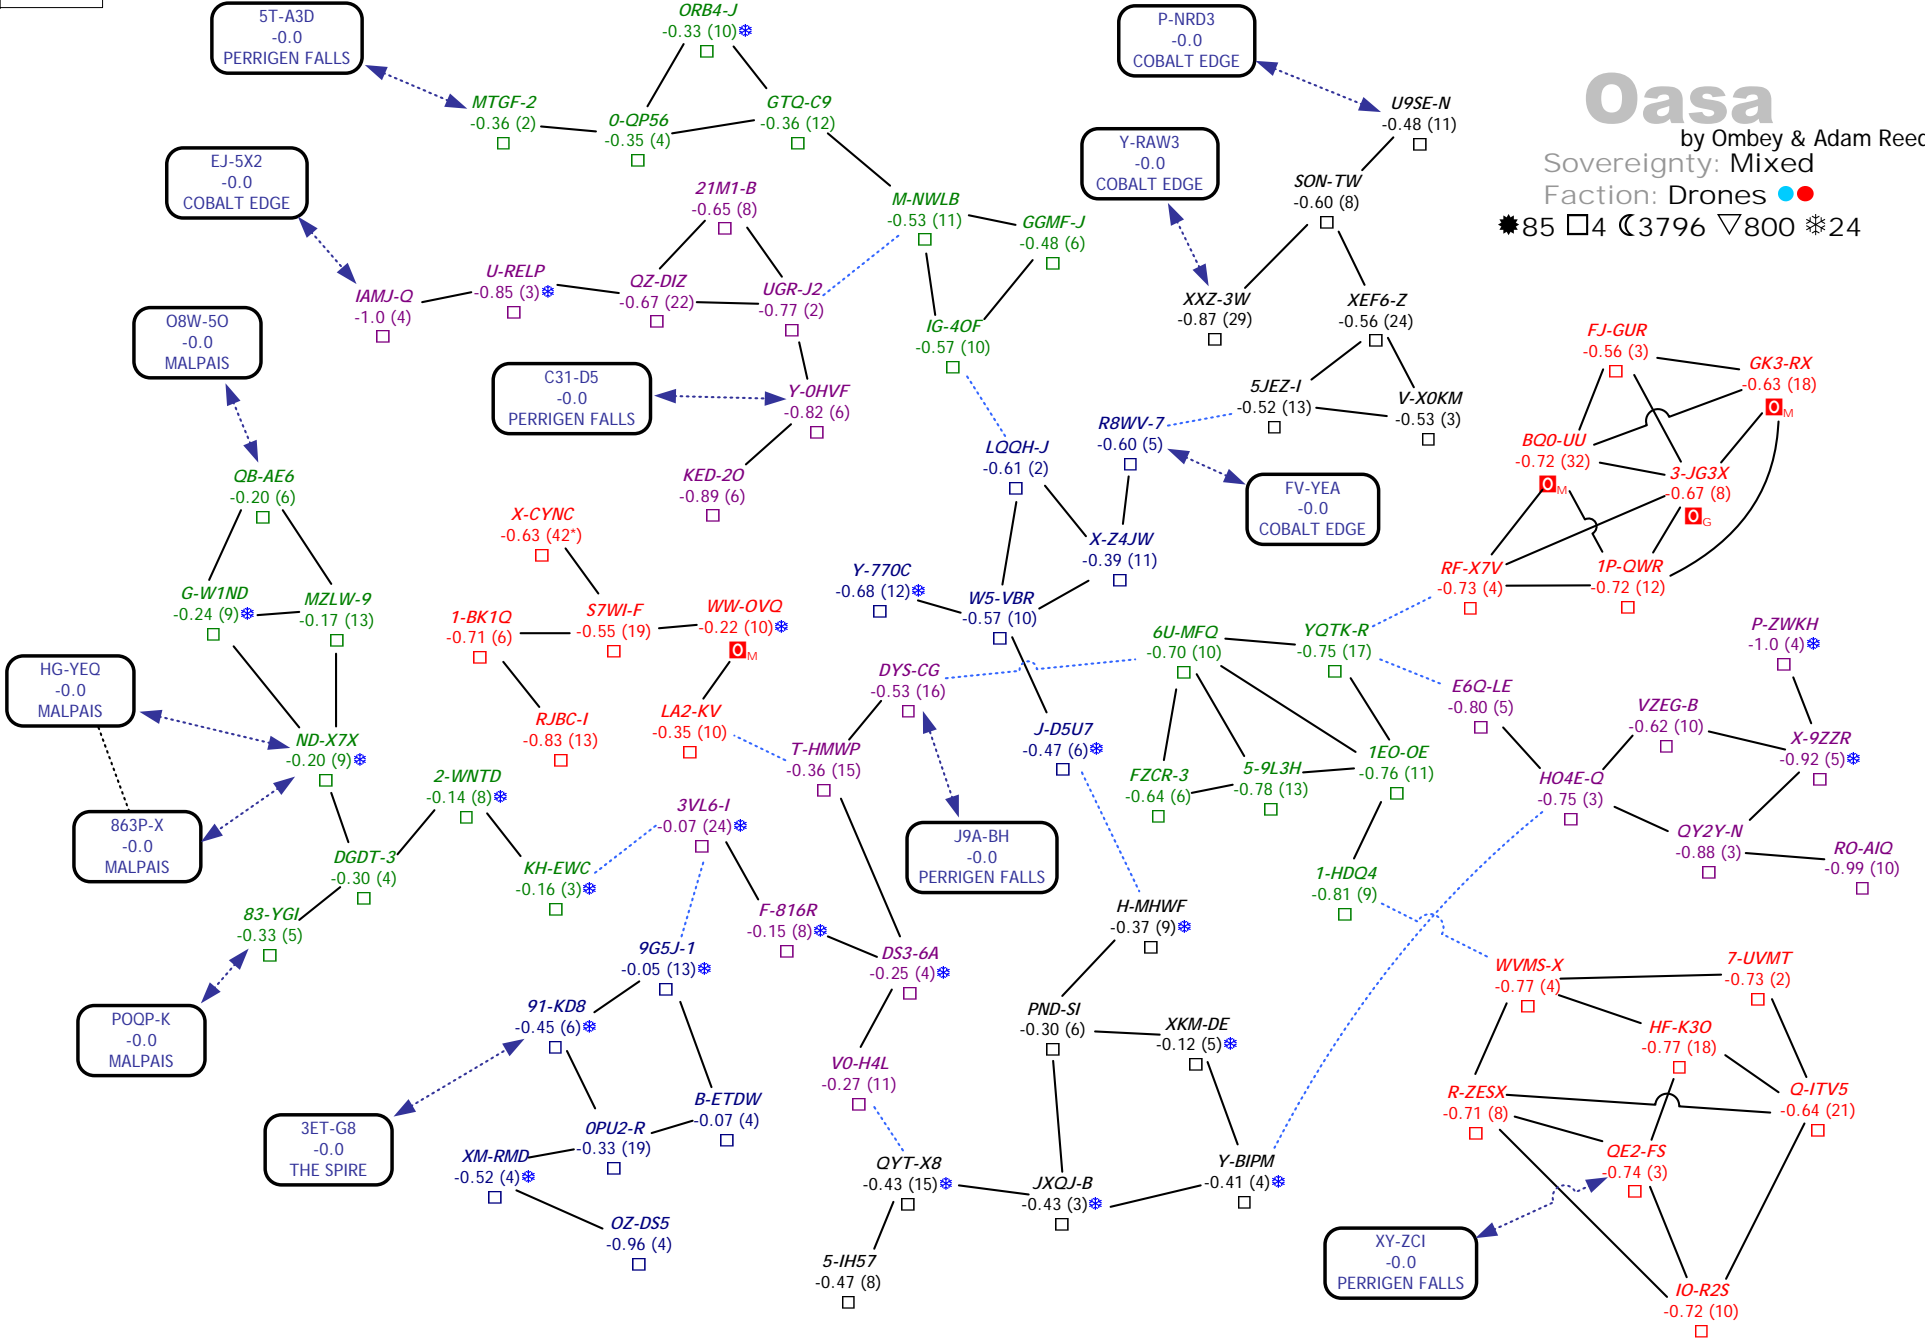 5T-A3D
-0.0
PERRIGEN FALLS
ORB4-J
-0.33 (10)❄
P-NRD3
-0.0
COBALT EDGE
Oasa
by Ombey & Adam Reed
Sovereignty: Mixed
Faction: Drones
85 4 3796 800 24
MTGF-2
-0.36 (2)
0-QP56
-0.35 (4)
GTQ-C9
-0.36 (12)
U9SE-N
-0.48 (11)
EJ-5X2
-0.0
COBALT EDGE
Y-RAW3
-0.0
COBALT EDGE
21M1-B
-0.65 (8)
M-NWLB
-0.53 (11)
GGMF-J
-0.48 (6)
SON-TW
-0.60 (8)
IAMJ-Q
-1.0 (4)
U-RELP
-0.85 (3)❄
QZ-DIZ
-0.67 (22)
UGR-J2
-0.77 (2)
XXZ-3W
-0.87 (29)
XEF6-Z
-0.56 (24)
O8W-5O
-0.0
MALPAIS
IG-4OF
-0.57 (10)
FJ-GUR
-0.56 (3)
GK3-RX
-0.63 (18)
0M
C31-D5
-0.0
PERRIGEN FALLS
Y-0HVF
-0.82 (6)
5JEZ-I
-0.52 (13)
V-X0KM
-0.53 (3)
R8WV-7
-0.60 (5)
LQQH-J
-0.61 (2)
BQ0-UU
-0.72 (32)
0M
3-JG3X
-0.67 (8)
0G
QB-AE6
-0.20 (6)
KED-2O
-0.89 (6)
FV-YEA
-0.0
COBALT EDGE
X-CYNC
-0.63 (42*)
X-Z4JW
-0.39 (11)
Y-770C
-0.68 (12)❄
RF-X7V
-0.73 (4)
1P-QWR
-0.72 (12)
G-W1ND
-0.24 (9)❄
MZLW-9
-0.17 (13)
1-BK1Q
-0.71 (6)
S7WI-F
-0.55 (19)
WW-OVQ
-0.22 (10)❄
0M
W5-VBR
-0.57 (10)
6U-MFQ
-0.70 (10)
YQTK-R
-0.75 (17)
P-ZWKH
-1.0 (4)❄
HG-YEQ
-0.0
MALPAIS
DYS-CG
-0.53 (16)
E6Q-LE
-0.80 (5)
VZEG-B
-0.62 (10)
RJBC-I
-0.83 (13)
LA2-KV
-0.35 (10)
J-D5U7
-0.47 (6)❄
X-9ZZR
-0.92 (5)❄
ND-X7X
-0.20 (9)❄
T-HMWP
-0.36 (15)
1EO-OE
-0.76 (11)
2-WNTD
-0.14 (8)❄
FZCR-3
-0.64 (6)
5-9L3H
-0.78 (13)
HO4E-Q
-0.75 (3)
3VL6-I
-0.07 (24)❄
863P-X
-0.0
MALPAIS
J9A-BH
-0.0
PERRIGEN FALLS
QY2Y-N
-0.88 (3)
RO-AIQ
-0.99 (10)
DGDT-3
-0.30 (4)
KH-EWC
-0.16 (3)❄
1-HDQ4
-0.81 (9)
83-YGI
-0.33 (5)
F-816R
-0.15 (8)❄
H-MHWF
-0.37 (9)❄
9G5J-1
-0.05 (13)❄
DS3-6A
-0.25 (4)❄
WVMS-X
-0.77 (4)
7-UVMT
-0.73 (2)
POQP-K
-0.0
MALPAIS
91-KD8
-0.45 (6)❄
PND-SI
-0.30 (6)
XKM-DE
-0.12 (5)❄
HF-K3O
-0.77 (18)
V0-H4L
-0.27 (11)
R-ZESX
-0.71 (8)
Q-ITV5
-0.64 (21)
B-ETDW
-0.07 (4)
3ET-G8
-0.0
THE SPIRE
0PU2-R
-0.33 (19)
XM-RMD
-0.52 (4)❄
QYT-X8
-0.43 (15)❄
JXQJ-B
-0.43 (3)❄
Y-BIPM
-0.41 (4)❄
QE2-FS
-0.74 (3)
OZ-DS5
-0.96 (4)
XY-ZCI
-0.0
PERRIGEN FALLS
5-IH57
-0.47 (8)
IO-R2S
-0.72 (10)